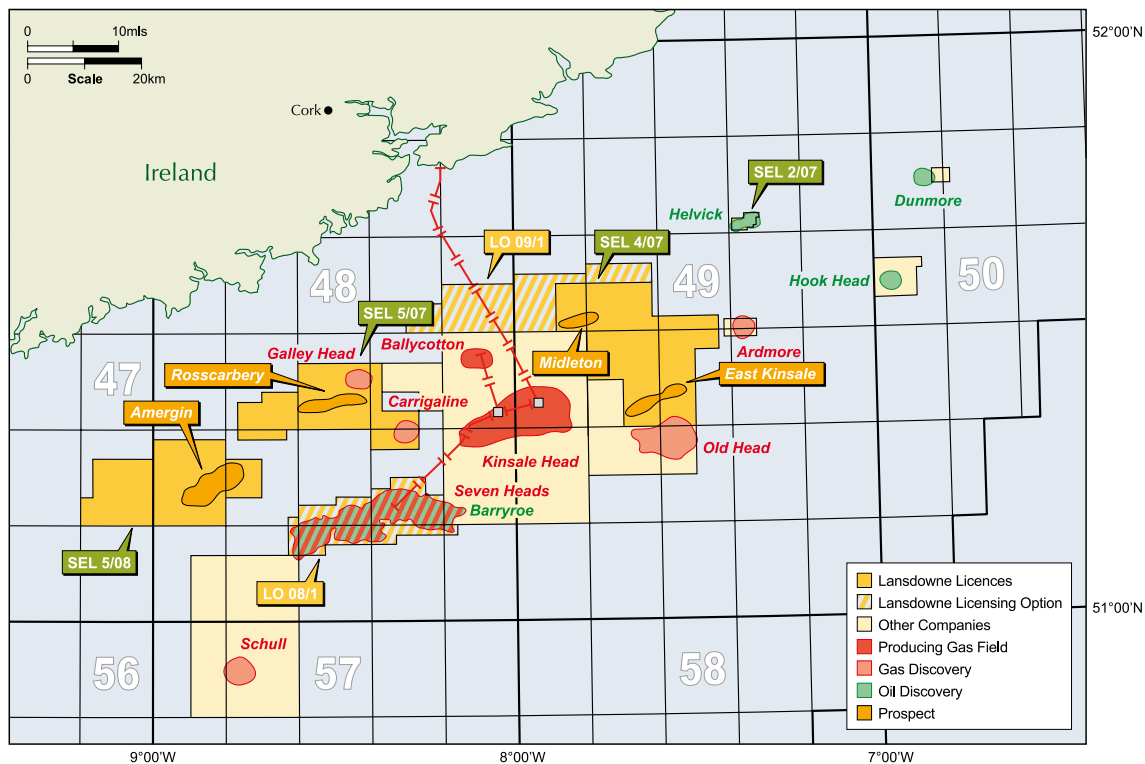 0 10mls
0 Scale 20km
52°00'N
Cork
Ireland
SEL 2/07
Dunmore
Helvick
LO 09/1
SEL 4/07
48
49
50
Hook Head
SEL 5/07
Galley Head
Ballycotton
Ardmore
47
Rosscarbery
Midleton
East Kinsale
Amergin
Carrigaline
Old Head
Kinsale Head
Seven Heads
Barryroe
SEL 5/08
LO 08/1
51°00'N
Schull
56
57
58
Lansdowne Licences
Lansdowne Licensing Option
Other Companies
Producing Gas Field
Gas Discovery
Oil Discovery
Prospect
9°00'W
8°00'W
7°00'W